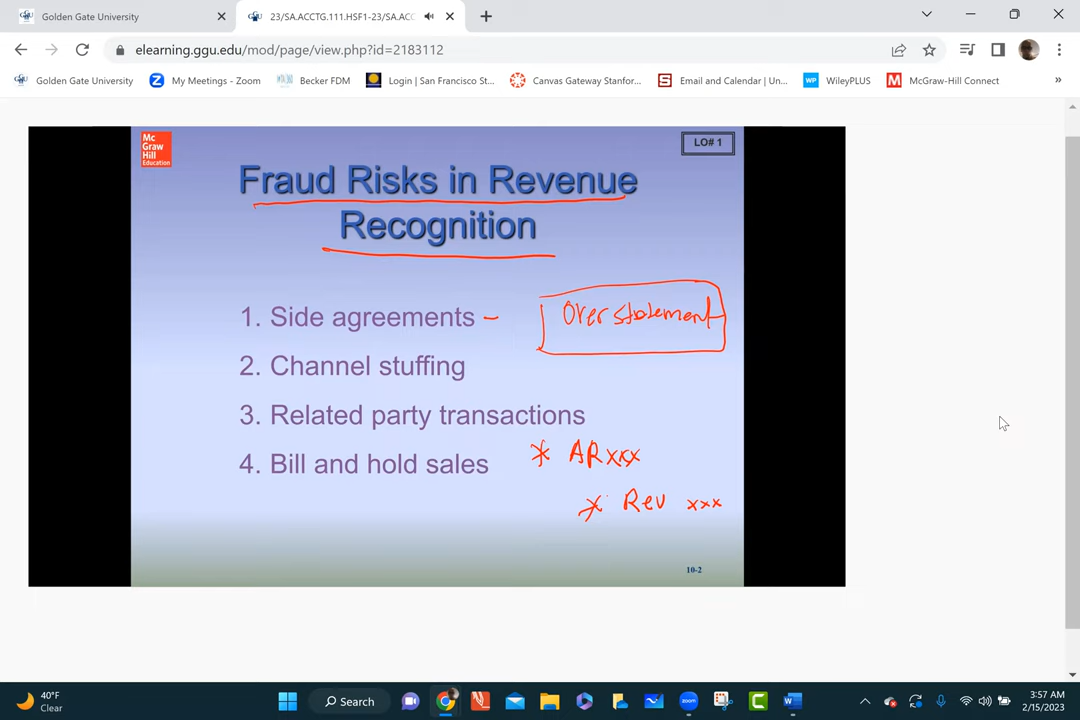 Golden Gate University
23/SA.ACCTG.111.HSF1-23/SA.ACC
elearning.ggu.edu/mod/page/view.php?id=2183112
Golden Gate University
My Meetings - Zoom
Becker FDM
Login | San Francisco St...
Canvas Gateway Stanfor...
Email and Calendar | Un...
WP WileyPLUS
M McGraw-Hill Connect
»
Mc
Graw
Hill
Education
LO# 1
Fraud Risks in Revenue
Recognition
1. Side agreements -
Over statement
2. Channel stuffing
3. Related party transactions
* AR xxx
4. Bill and hold sales
* Rev xxx
10-2
40°F
Clear
Search
zoom
3:57 AM
2/15/2023